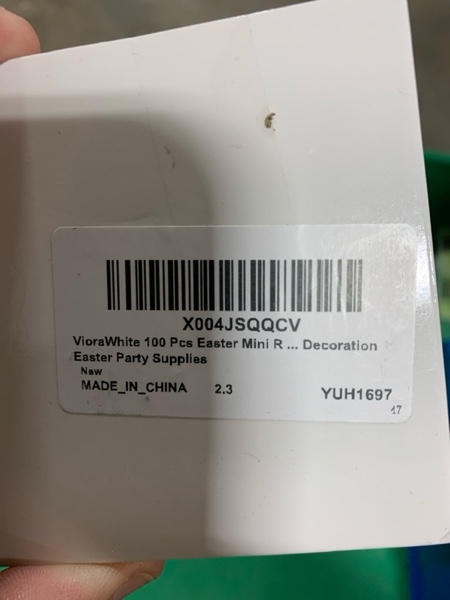 X004JSQQCV
VioraWhite 100 Pcs Easter Mini R ... Decoration
Easter Party Supplies
New
MADE_IN_CHINA 2.3 YUH1697
17